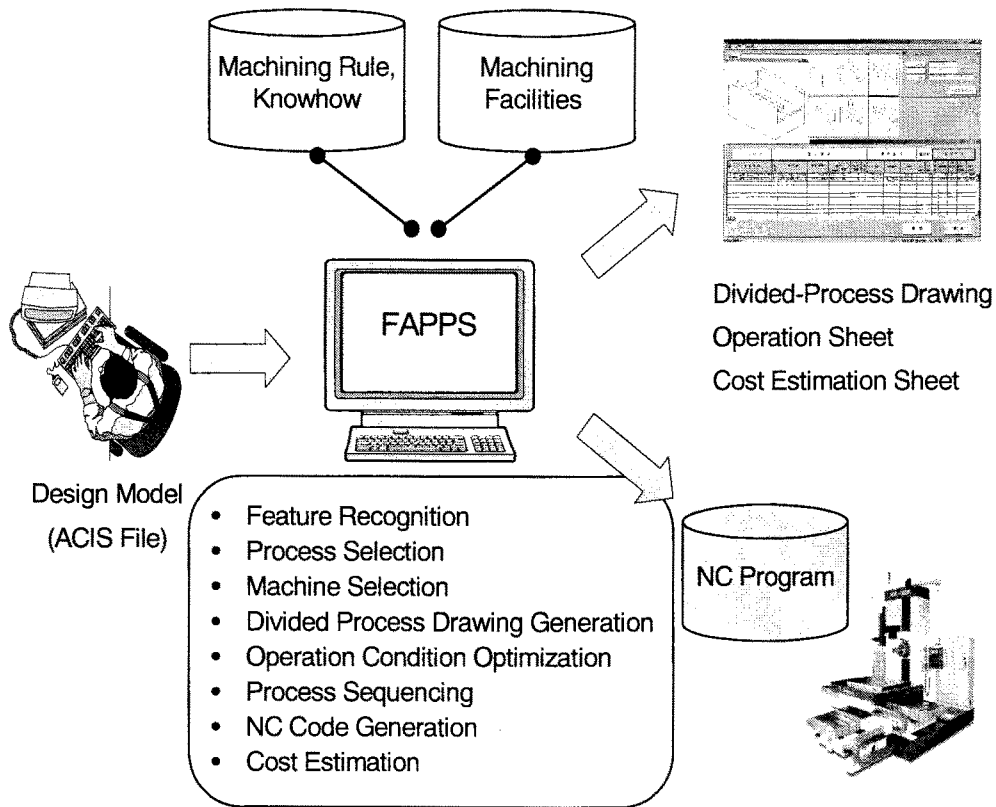 Machining Rule,
Knowhow
Machining
Facilities
FAPPS
Divided-Process Drawing
Operation Sheet
Cost Estimation Sheet
Design Model
(ACIS File)
• Feature Recognition
• Process Selection
• Machine Selection
• Divided Process Drawing Generation
• Operation Condition Optimization
• Process Sequencing
• NC Code Generation
• Cost Estimation
NC Program